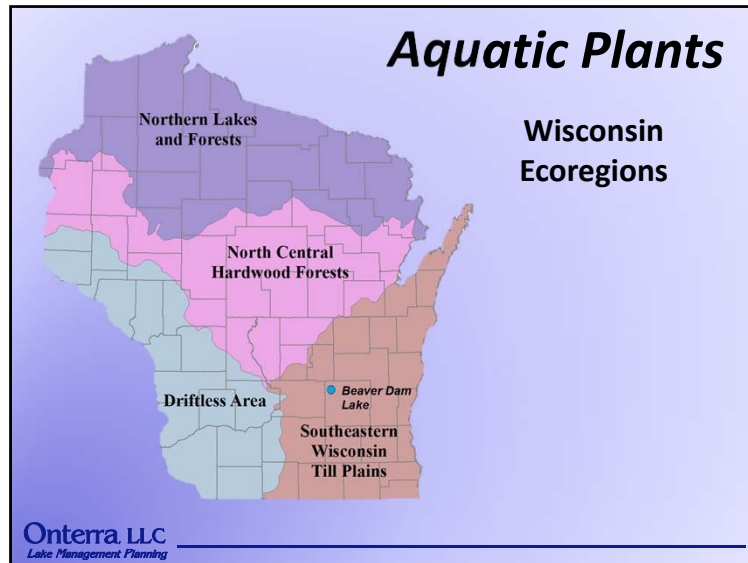 Aquatic Plants
Wisconsin
Ecoregions
Northern Lakes
and Forests
North Central
Hardwood Forests
Driftless Area
Beaver Dam
Lake
Southeastern
Wisconsin
Till Plains
Onterra, LLC
Lake Management Planning